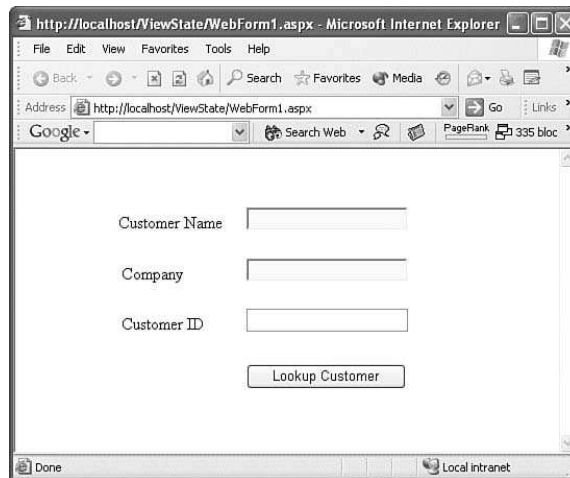 http://localhost/ViewState/WebForm1.aspx - Microsoft Internet Explorer
File Edit View Favorites Tools Help
Back Search Favorites Media
Address http://localhost/ViewState/WebForm1.aspx Go Links
Google Search Web PageRank 335 bloc
Customer Name
Company
Customer ID
Lookup Customer
Done Local intranet